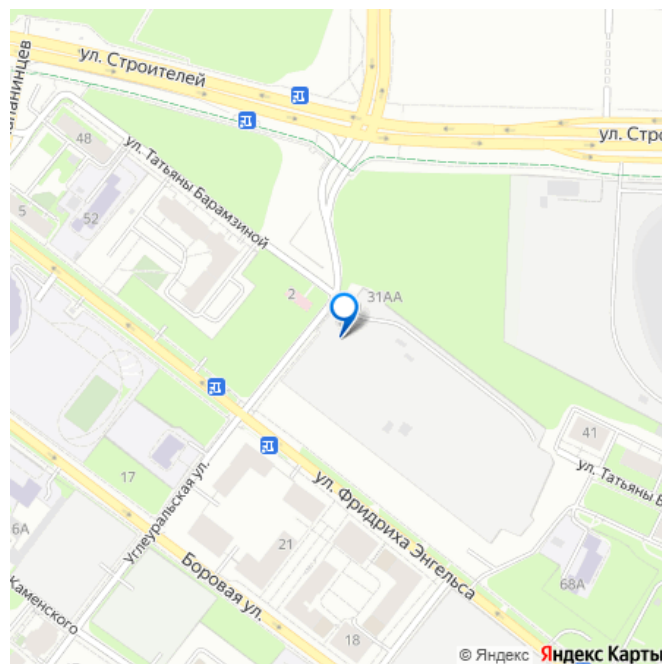 ул. Строителей
ул. Стро
апанинцев
48
ул. Татьяны Барамзиной
5
52
2
31АА
41
ул. Татьяны Б
17
Углеуральская ул.
ул. Фридриха Энгельса
6А
21
Боровая ул.
68А
Каменского
18
© Яндекс Яндекс Карты